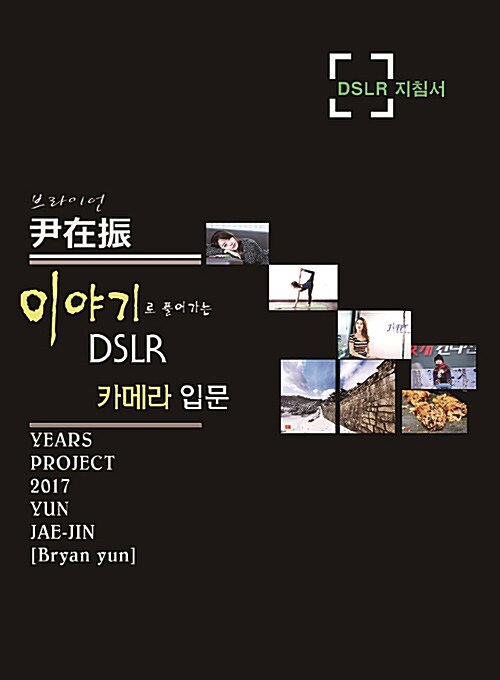 DSLR 지침서
브라이언
尹在振
이야기로 풀어가는
DSLR
카메라 입문
YEARS
PROJECT
2017
YUN
JAE-JIN
[Bryan yun]